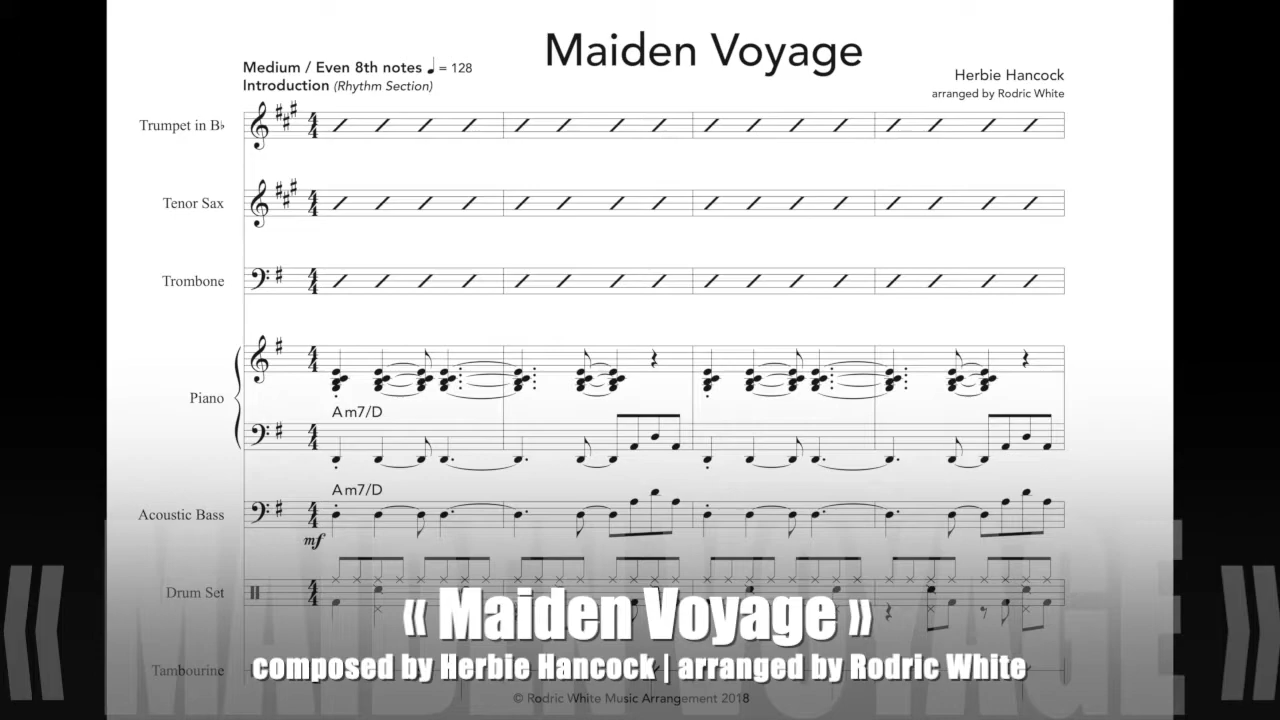 Maiden Voyage
Medium / Even 8th notes ♩ = 128
Introduction (Rhythm Section)
Herbie Hancock
arranged by Rodric White
Trumpet in B♭
Tenor Sax
Trombone
Piano
Am7/D
Acoustic Bass
Am7/D
mf
Drum Set
Tambourine
MAIDEN VOYAGE
« Maiden Voyage »
composed by Herbie Hancock | arranged by Rodric White
© Rodric White Music Arrangement 2018